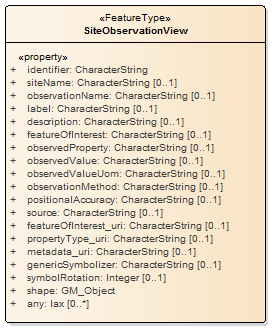 «FeatureType»
SiteObservationView
«property»
+ identifier: CharacterString
+ siteName: CharacterString [0..1]
+ observationName: CharacterString [0..1]
+ label: CharacterString [0..1]
+ description: CharacterString [0..1]
+ featureOfInterest: CharacterString [0..1]
+ observedProperty: CharacterString [0..1]
+ observedValue: CharacterString [0..1]
+ observedValueUom: CharacterString [0..1]
+ observationMethod: CharacterString [0..1]
+ positionalAccuracy: CharacterString [0..1]
+ source: CharacterString [0..1]
+ featureOfInterest_uri: CharacterString [0..1]
+ propertyType_uri: CharacterString [0..1]
+ metadata_uri: CharacterString [0..1]
+ genericSymbolizer: CharacterString [0..1]
+ symbolRotation: Integer [0..1]
+ shape: GM_Object
+ any: lax [0..*]